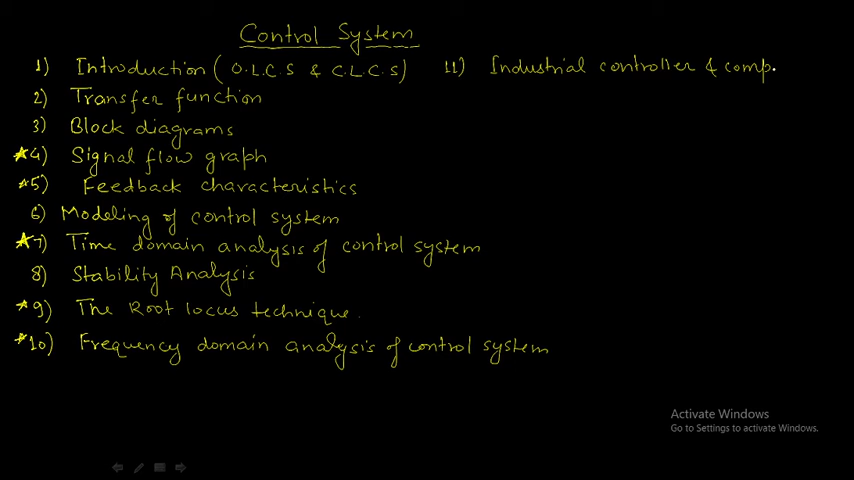 Control System
1) Introduction ( O.L.C.S & C.L.C.S)
2) Transfer function
3) Block diagrams
★4) Signal flow graph
★5) Feedback characteristics
6) Modeling of control system
★7) Time domain analysis of control system
8) Stability Analysis
★9) The Root locus technique.
★10) Frequency domain analysis of control system
11) Industrial controller & comp.
Activate Windows
Go to Settings to activate Windows.